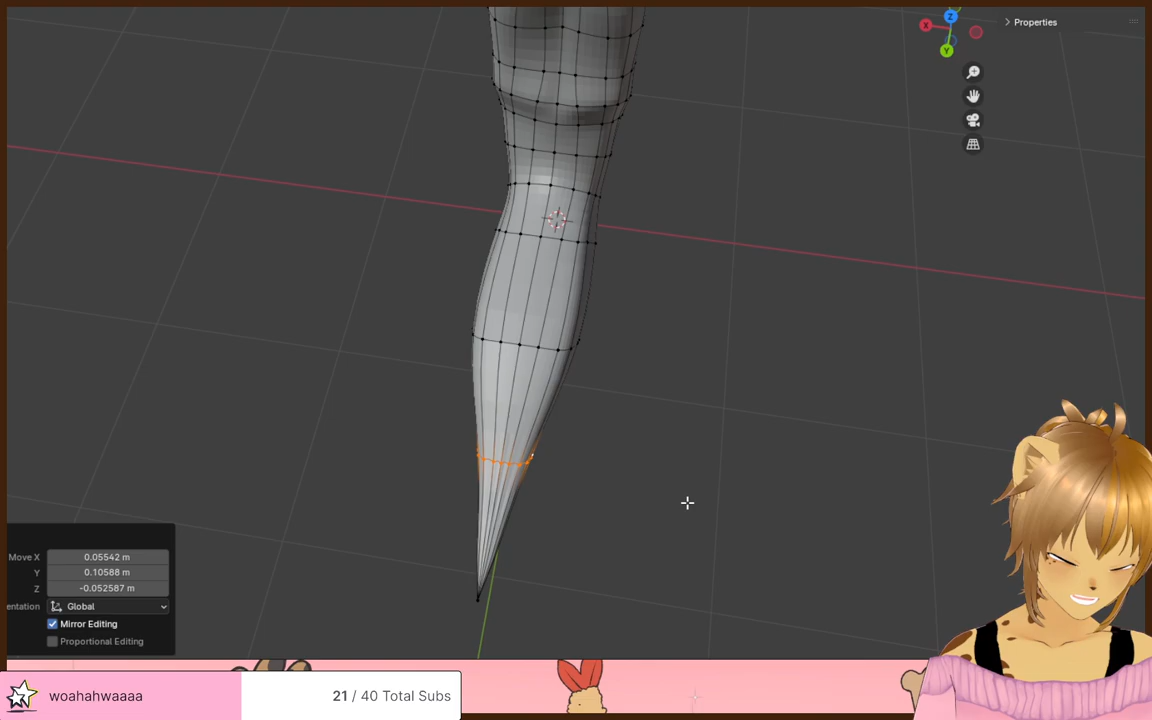 Properties
Z
X
Y
Move X 0.05542 m
Y 0.10588 m
Z -0.052587 m
entation Global
Mirror Editing
Proportional Editing
woahahwaaaa 21 / 40 Total Subs